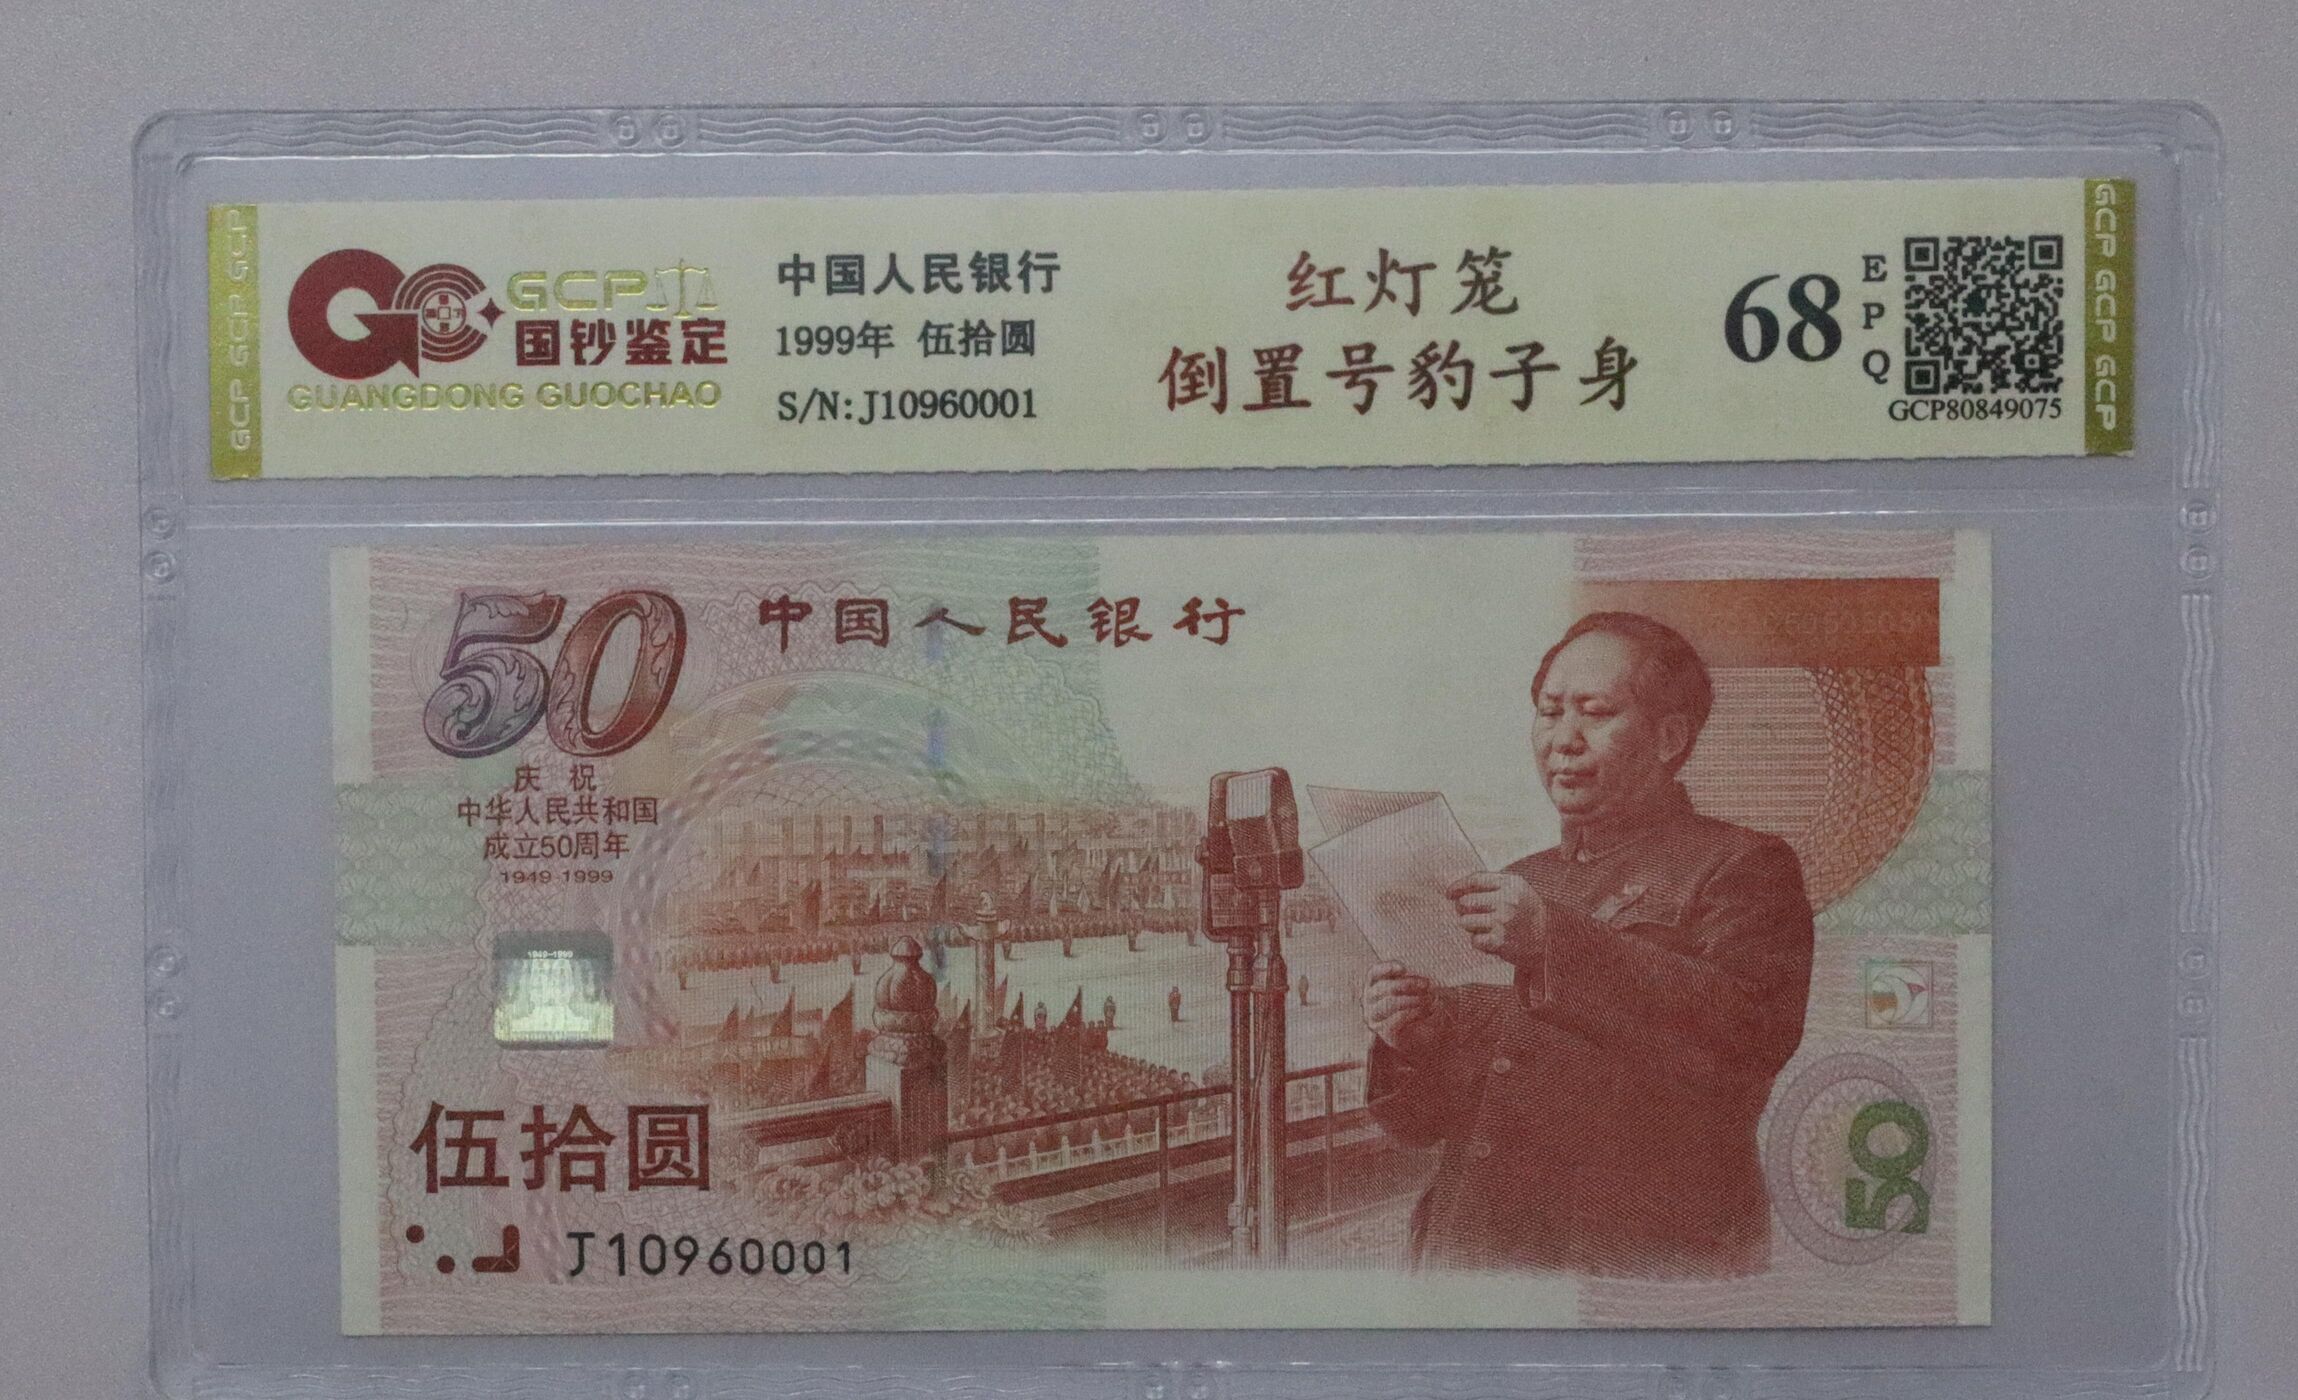 GCP
国钞鉴定
GUANGDONG GUOCHAO
中国人民银行
1999年 伍拾圆
S/N:J10960001
红灯笼
倒置号豹子身
68
EPQ
GCP80849075
GCP GCP GCP
GCP GCP GCP
50
中国人民银行
庆祝
中华人民共和国
成立50周年
1949-1999
1949-1999
伍拾圆
J10960001
50